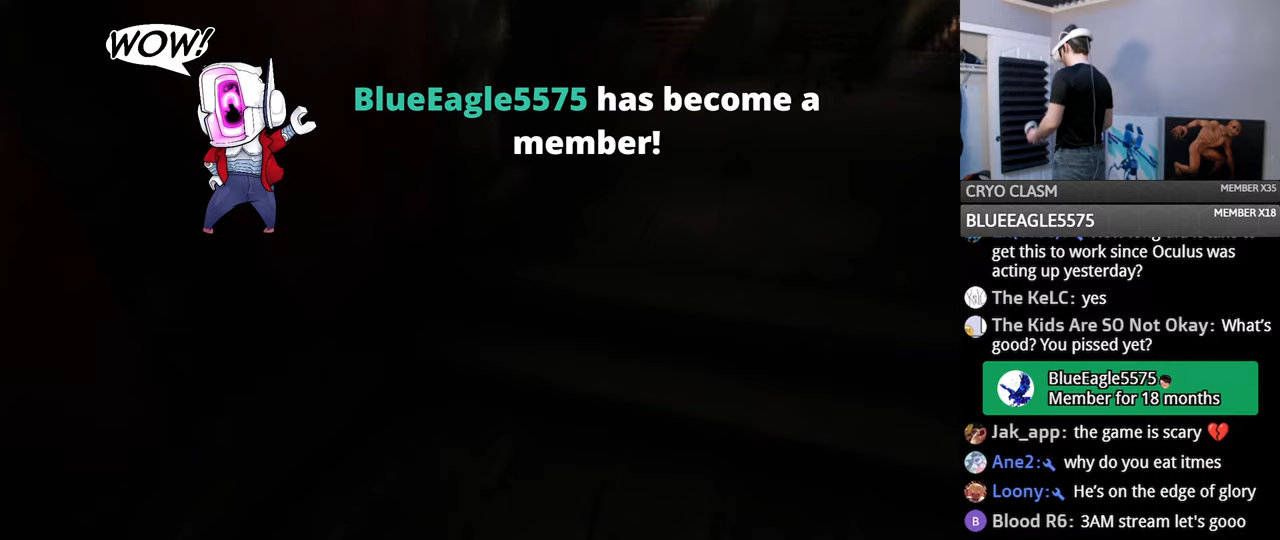 WOW!
BlueEagle5575 has become a
member!
CRYO CLASM MEMBER X35
BLUEEAGLE5575 MEMBER X18
get this to work since Oculus was
acting up yesterday?
The KeLC: yes
The Kids Are SO Not Okay: What's
good? You pissed yet?
BlueEagle5575
Member for 18 months
Jak_app: the game is scary 💔
Ane2: why do you eat itmes
Loony: He's on the edge of glory
B Blood R6: 3AM stream let's gooo